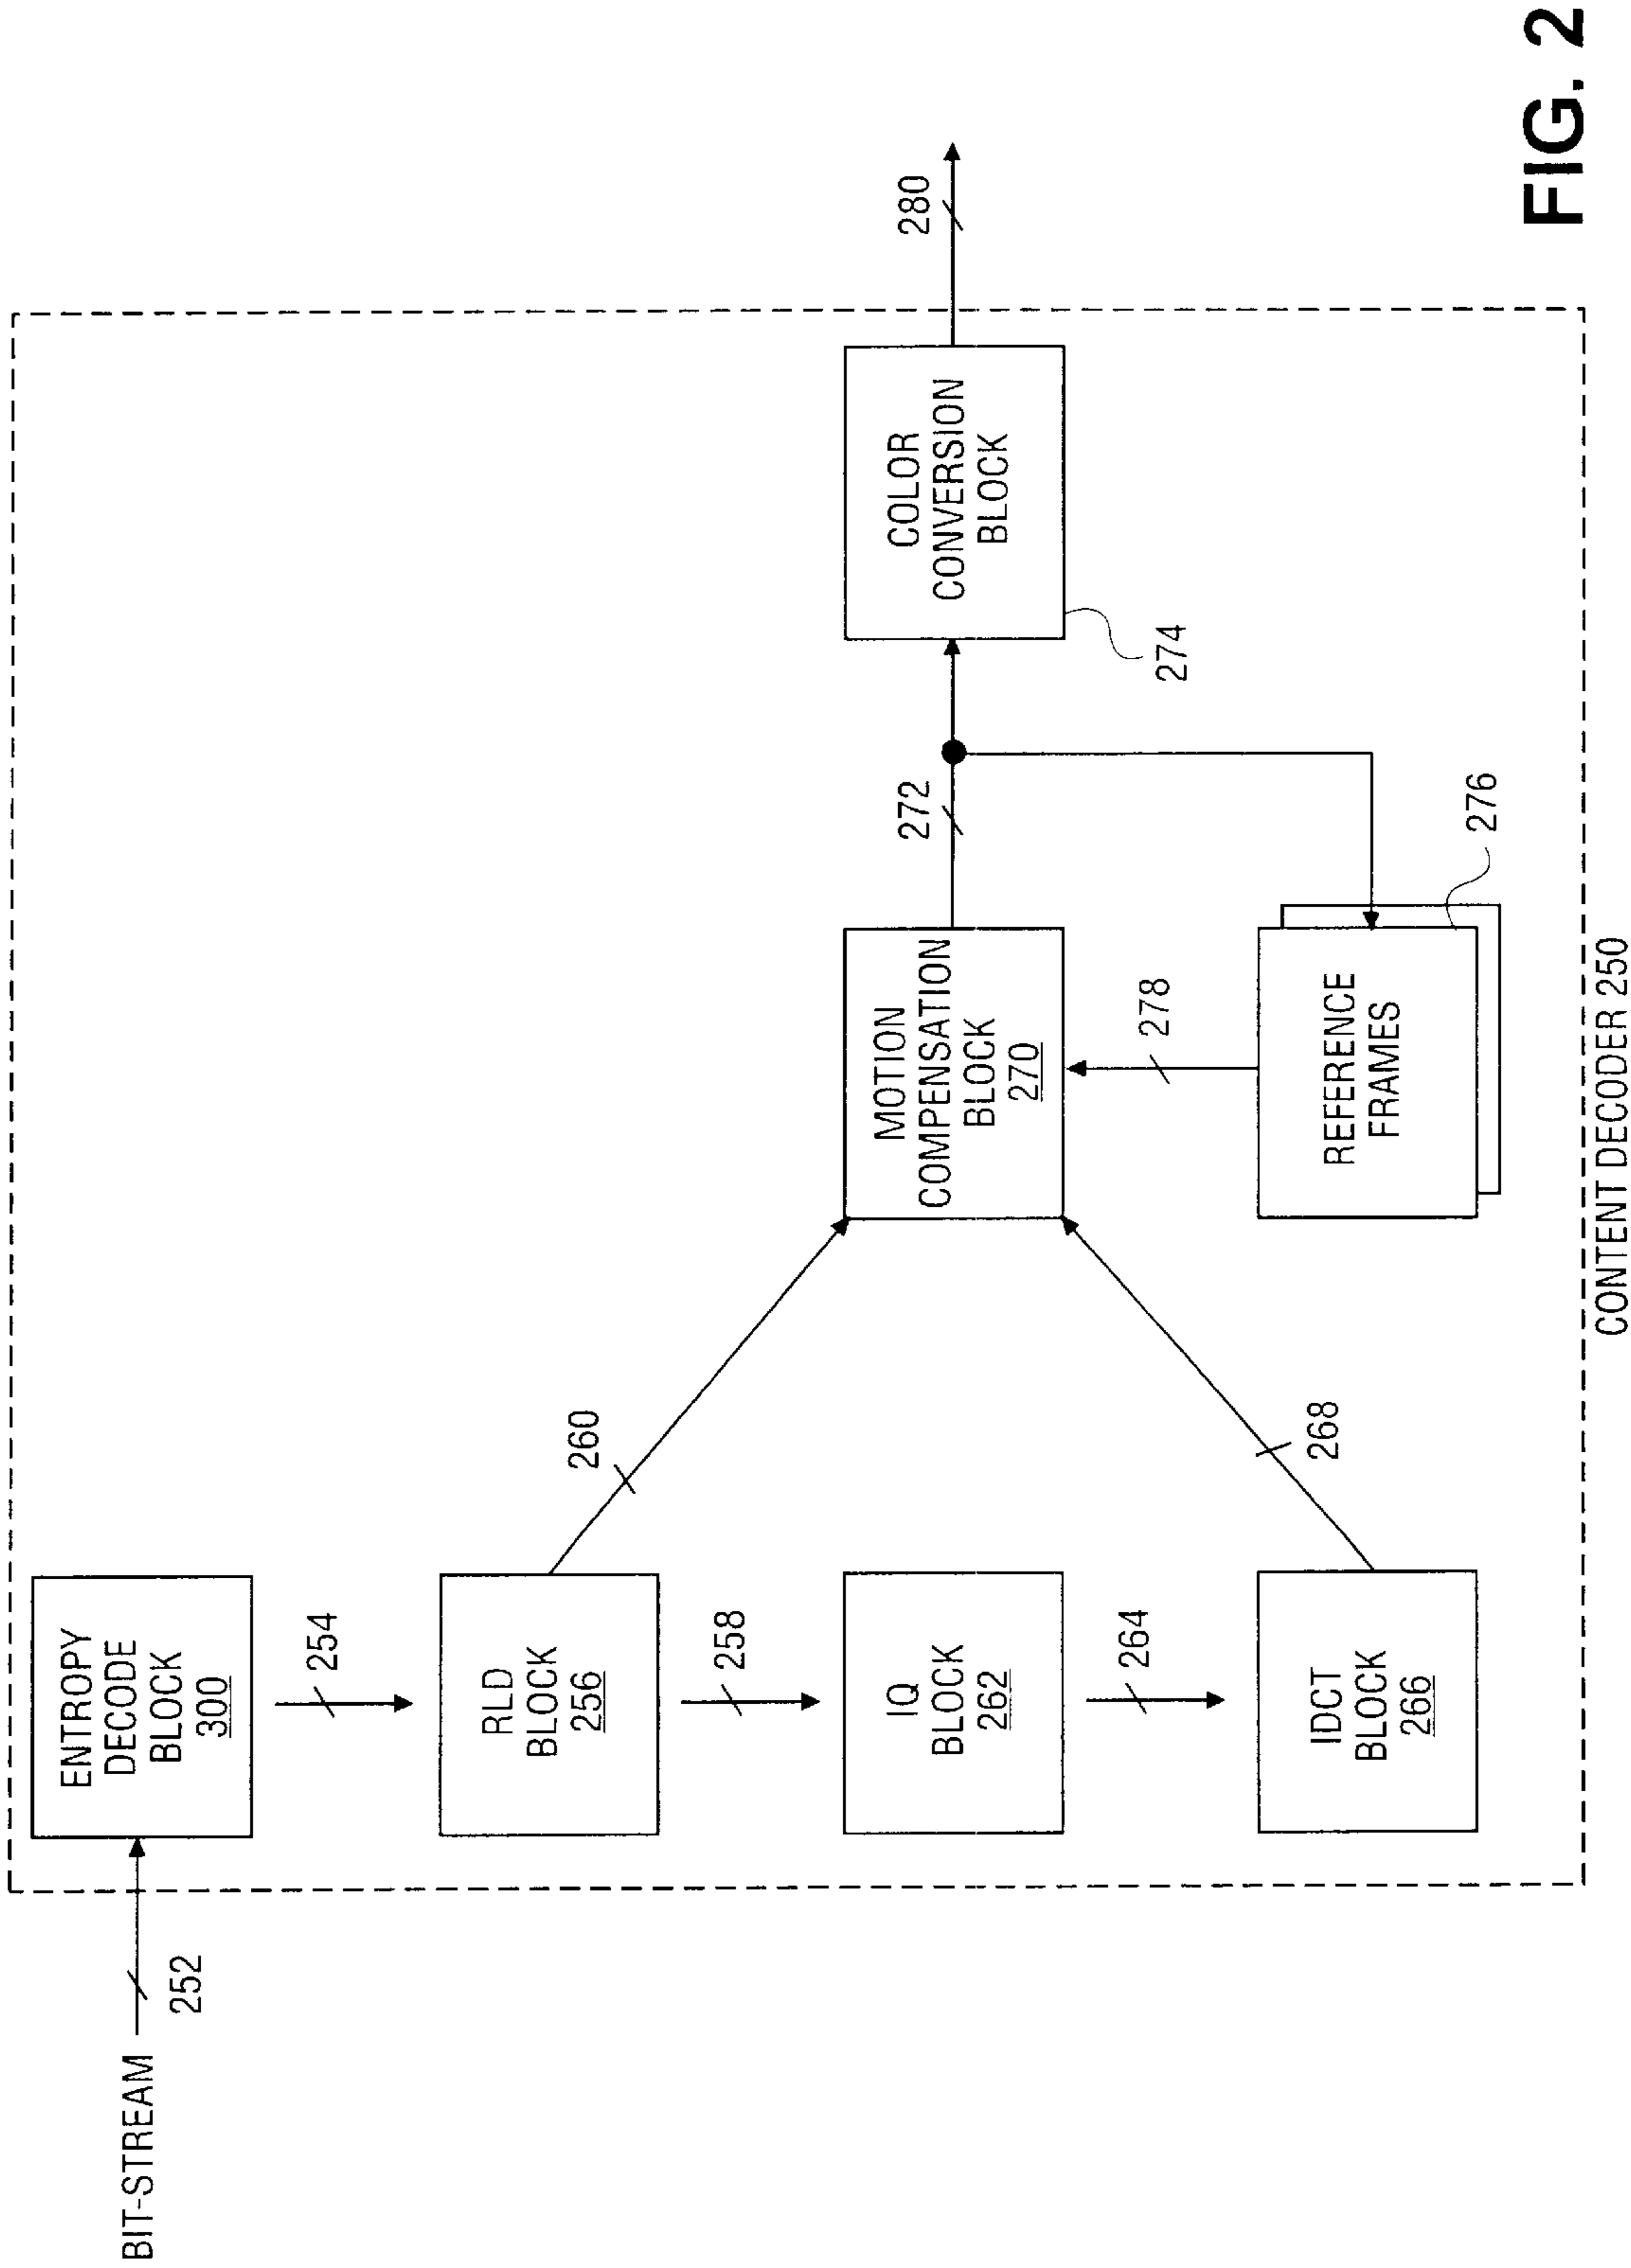 BIT-STREAM
252
ENTROPY
DECODE
BLOCK
300
254
RLD
BLOCK
256
258
IQ
BLOCK
262
264
IDCT
BLOCK
266
260
268
MOTION
COMPENSATION
BLOCK
270
278
REFERENCE
FRAMES
276
272
COLOR
CONVERSION
BLOCK
274
280
CONTENT DECODER 250
FIG. 2